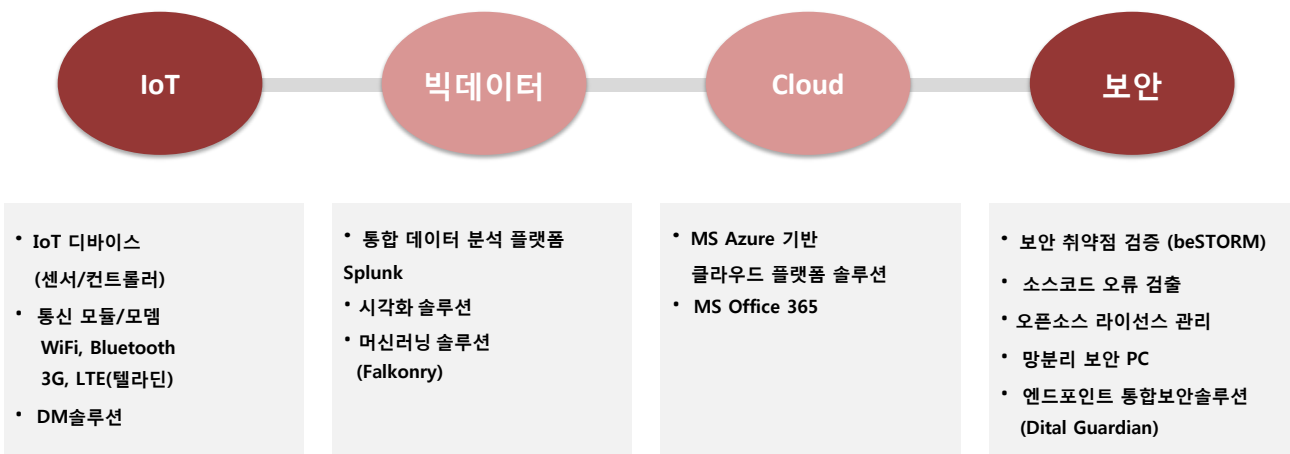 IoT
빅데이터
Cloud
보안
• IoT 디바이스
(센서/컨트롤러)
• 통신 모듈/모뎀
WiFi, Bluetooth
3G, LTE(텔라딘)
• DM솔루션
• 통합 데이터 분석 플랫폼
Splunk
• 시각화 솔루션
• 머신러닝 솔루션
(Falkonry)
• MS Azure 기반
클라우드 플랫폼 솔루션
• MS Office 365
• 보안 취약점 검증 (beSTORM)
• 소스코드 오류 검출
• 오픈소스 라이선스 관리
• 망분리 보안 PC
• 엔드포인트 통합보안솔루션
(Dital Guardian)